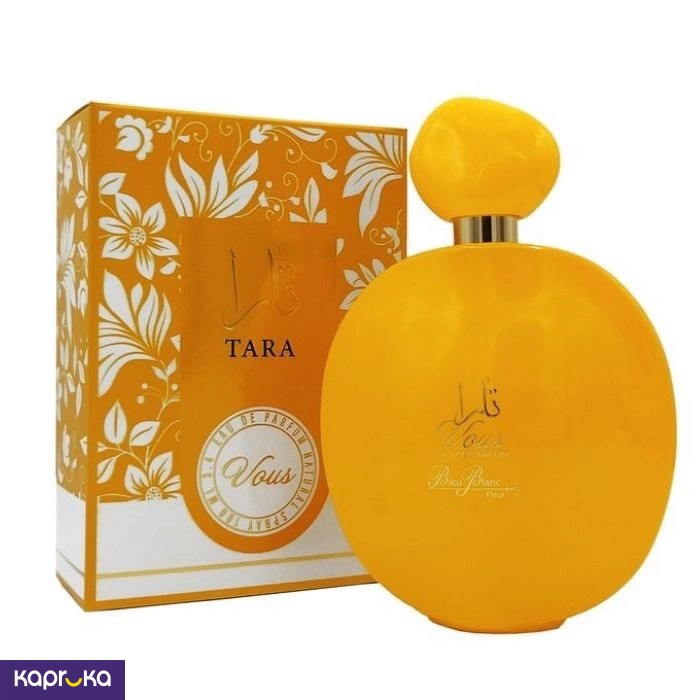 تارا
TARA
EAU DE PARFUM NATURAL SPRAY 100 ML 3.4
Vous
تارا
Vous
EAU DE PARFUM
Bleu Blanc
fleur
kapruka